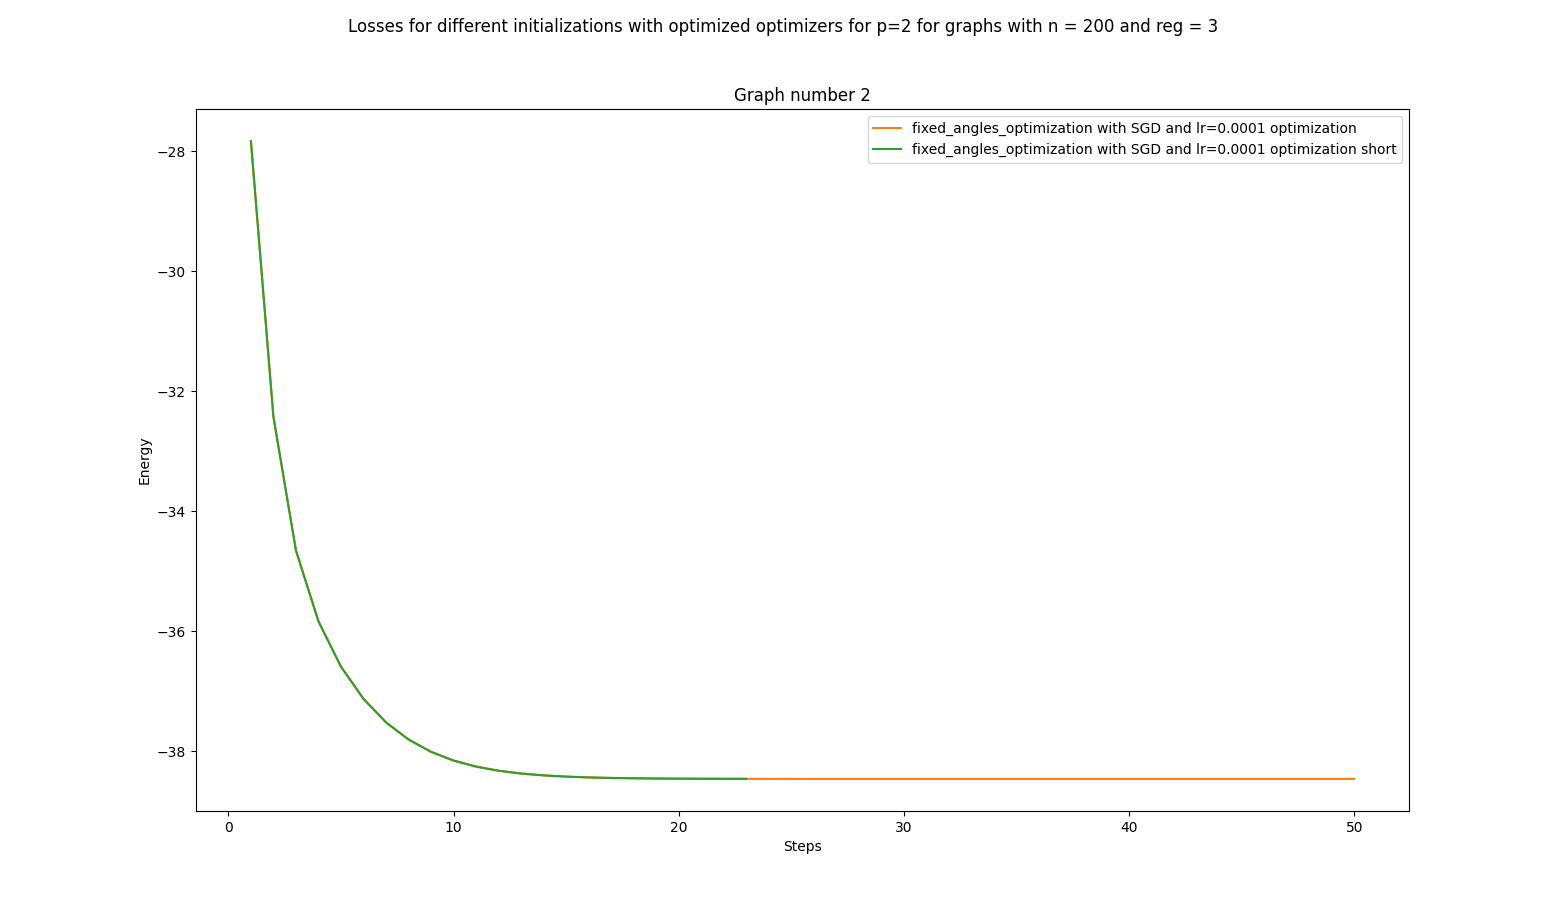 Losses for different initializations with optimized optimizers for p=2 for graphs with n = 200 and reg = 3
Graph number 2
fixed_angles_optimization with SGD and lr=0.0001 optimization
fixed_angles_optimization with SGD and lr=0.0001 optimization short
−28
−30
−32
−34
−36
−38
Energy
0
10
20
30
40
50
Steps